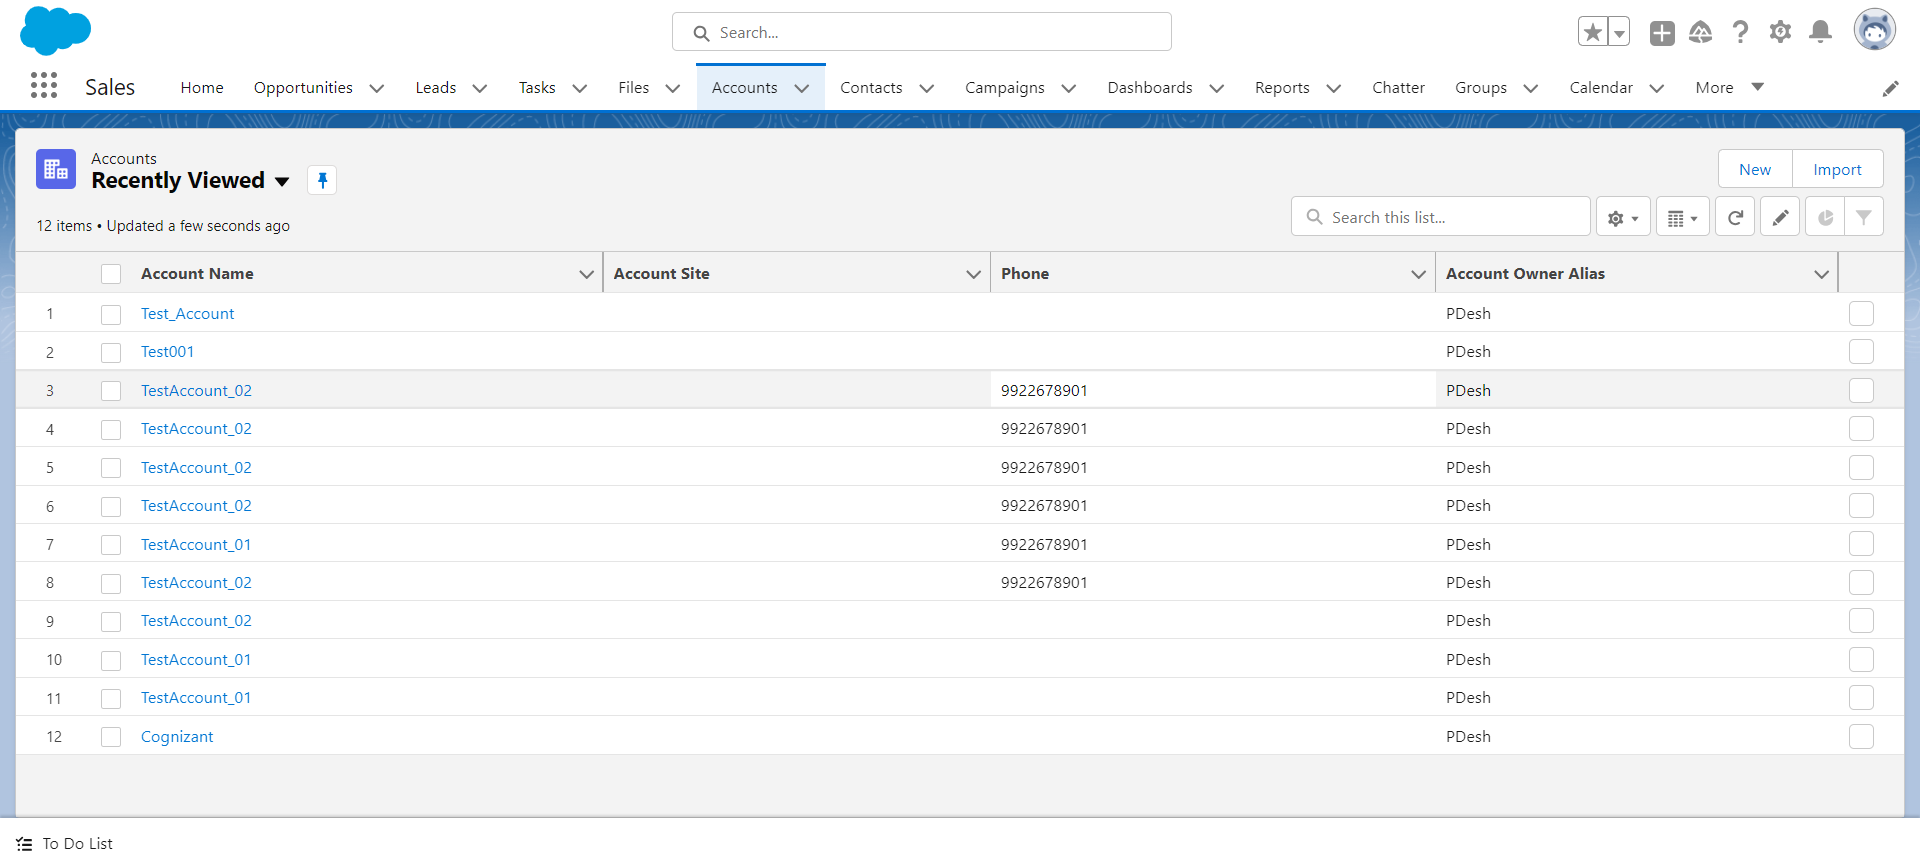 Search...
Sales Home Opportunities Leads Tasks Files Accounts Contacts Campaigns Dashboards Reports Chatter Groups Calendar More
Accounts
Recently Viewed
New Import
12 items • Updated a few seconds ago
Search this list...
Account Name Account Site Phone Account Owner Alias
1 Test_Account PDesh
2 Test001 PDesh
3 TestAccount_02 9922678901 PDesh
4 TestAccount_02 9922678901 PDesh
5 TestAccount_02 9922678901 PDesh
6 TestAccount_02 9922678901 PDesh
7 TestAccount_01 9922678901 PDesh
8 TestAccount_02 9922678901 PDesh
9 TestAccount_02 PDesh
10 TestAccount_01 PDesh
11 TestAccount_01 PDesh
12 Cognizant PDesh
To Do List